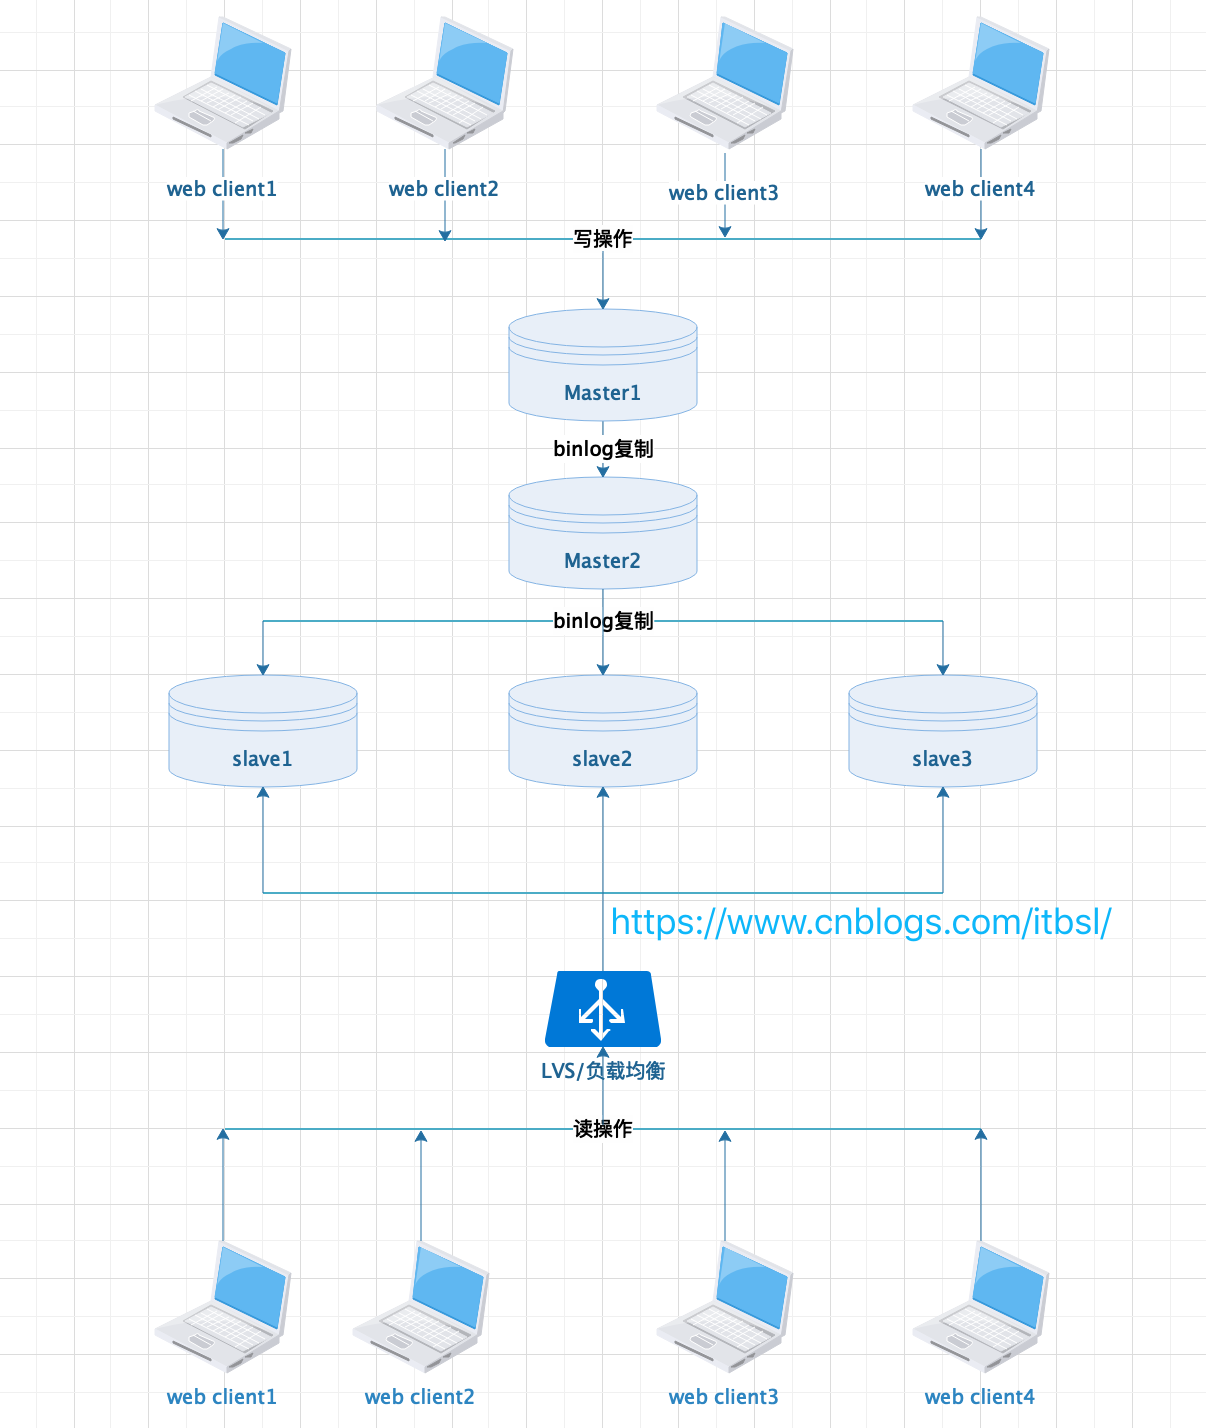 web client1
web client2
web client3
web client4
写操作
Master1
binlog复制
Master2
binlog复制
slave1
slave2
slave3
https://www.cnblogs.com/itbsl/
LVS/负载均衡
读操作
web client1
web client2
web client3
web client4